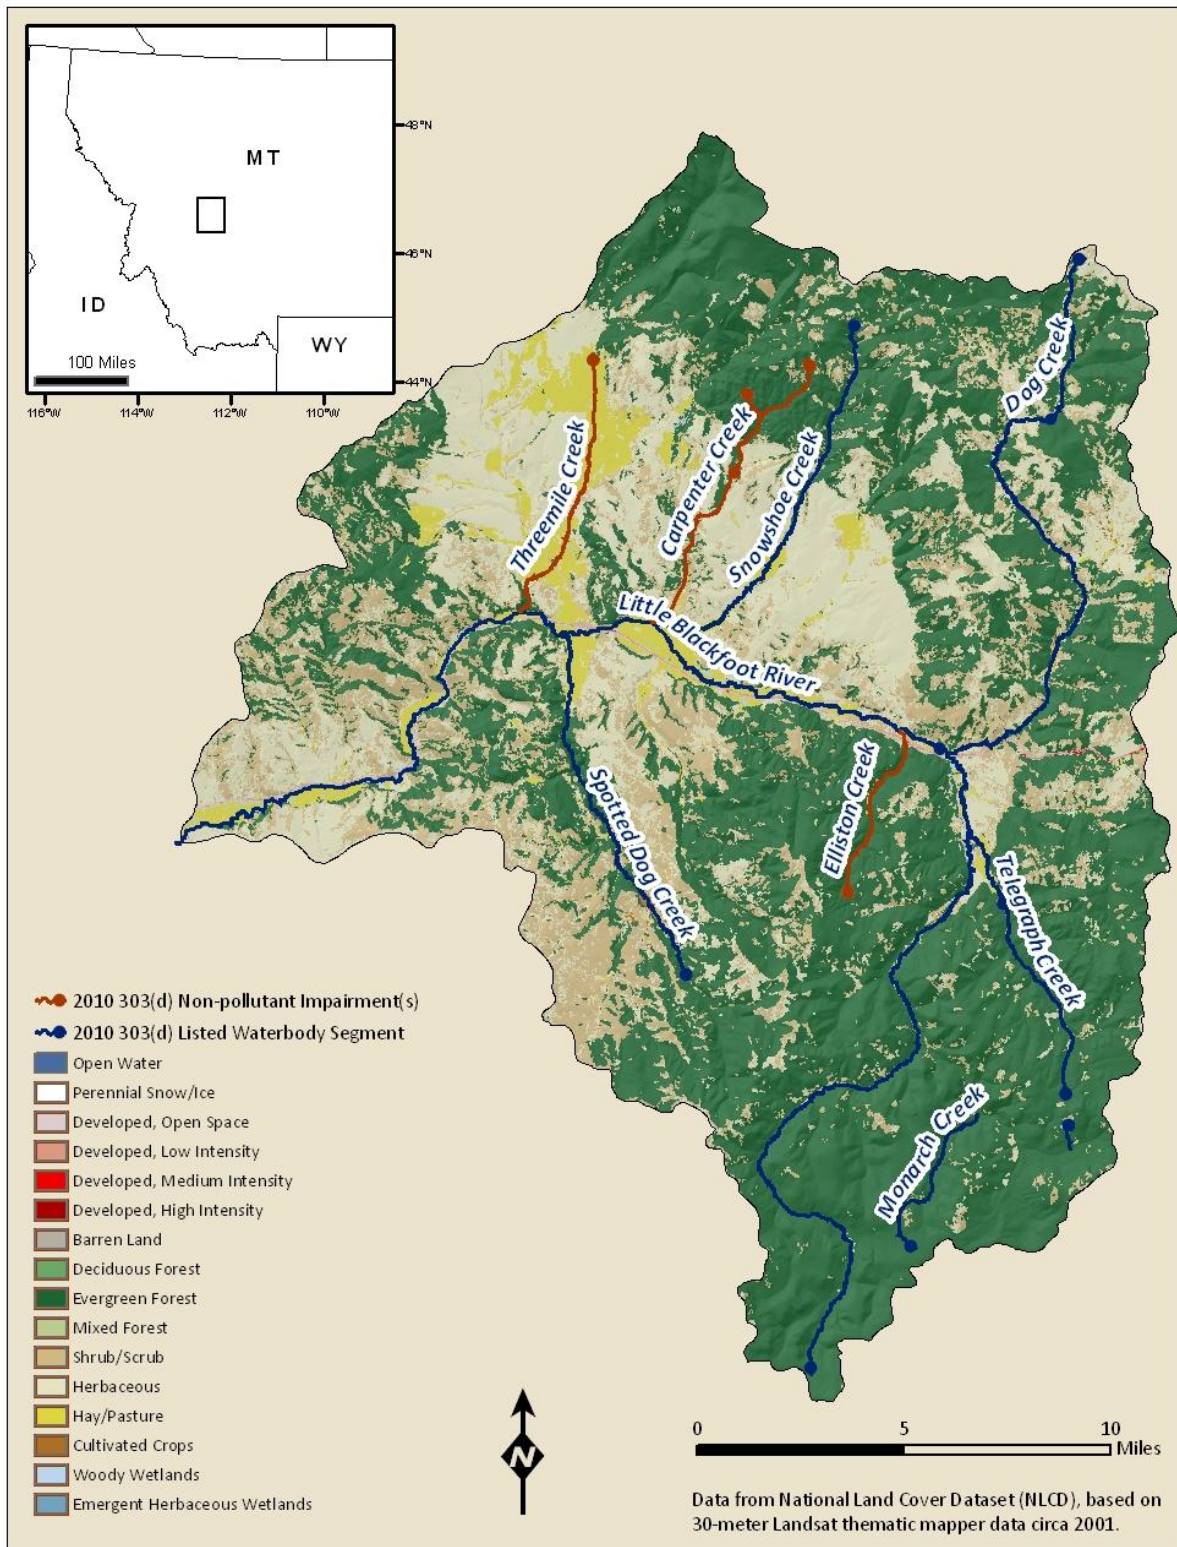 MT
ID
WY
100 Miles
48°N
46°N
44°N
116°W
114°W
112°W
110°W
Dog Creek
Threemile Creek
Carpenter Creek
Snowshoe Creek
Little Blackfoot River
Spotted Dog Creek
Elliston Creek
Telegraph Creek
Monarch Creek
2010 303(d) Non-pollutant Impairment(s)
2010 303(d) Listed Waterbody Segment
Open Water
Perennial Snow/Ice
Developed, Open Space
Developed, Low Intensity
Developed, Medium Intensity
Developed, High Intensity
Barren Land
Deciduous Forest
Evergreen Forest
Mixed Forest
Shrub/Scrub
Herbaceous
Hay/Pasture
Cultivated Crops
Woody Wetlands
Emergent Herbaceous Wetlands
N
0 5 10
Miles
Data from National Land Cover Dataset (NLCD), based on
30-meter Landsat thematic mapper data circa 2001.